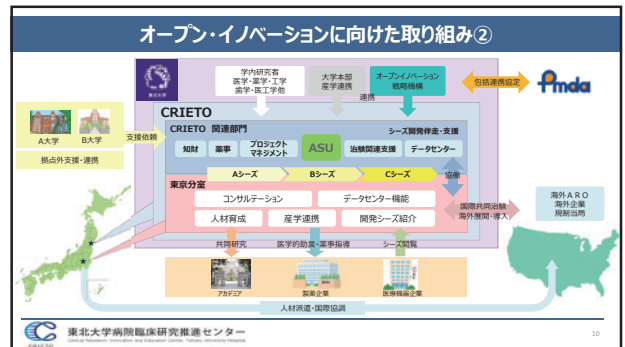 オープン・イノベーションに向けた取り組み②
東北大学
学内研究者
医学・薬学・工学
歯学・医工学他
大学本部
産学連携
オープンイノベーション
戦略機構
連携
包括連携協定
Pmda
A大学
B大学
支援依頼
拠点外支援・連携
CRIETO
CRIETO 関連部門
シーズ開発伴走・支援
知財
薬事
プロジェクト
マネジメント
ASU
治験関連支援
データセンター
Aシーズ
Bシーズ
Cシーズ
協働
東京分室
コンサルテーション
データセンター機能
人材育成
産学連携
開発シーズ紹介
国際共同治験
海外展開・導入
海外ARO
海外企業
規制当局
共同研究
医学的助言・薬事指導
シーズ閲覧
アカデミア
製薬企業
医療機器企業
人材派遣・国際協調
東北大学病院臨床研究推進センター
Clinical Research, Innovation and Education Center, Tohoku University Hospital
10